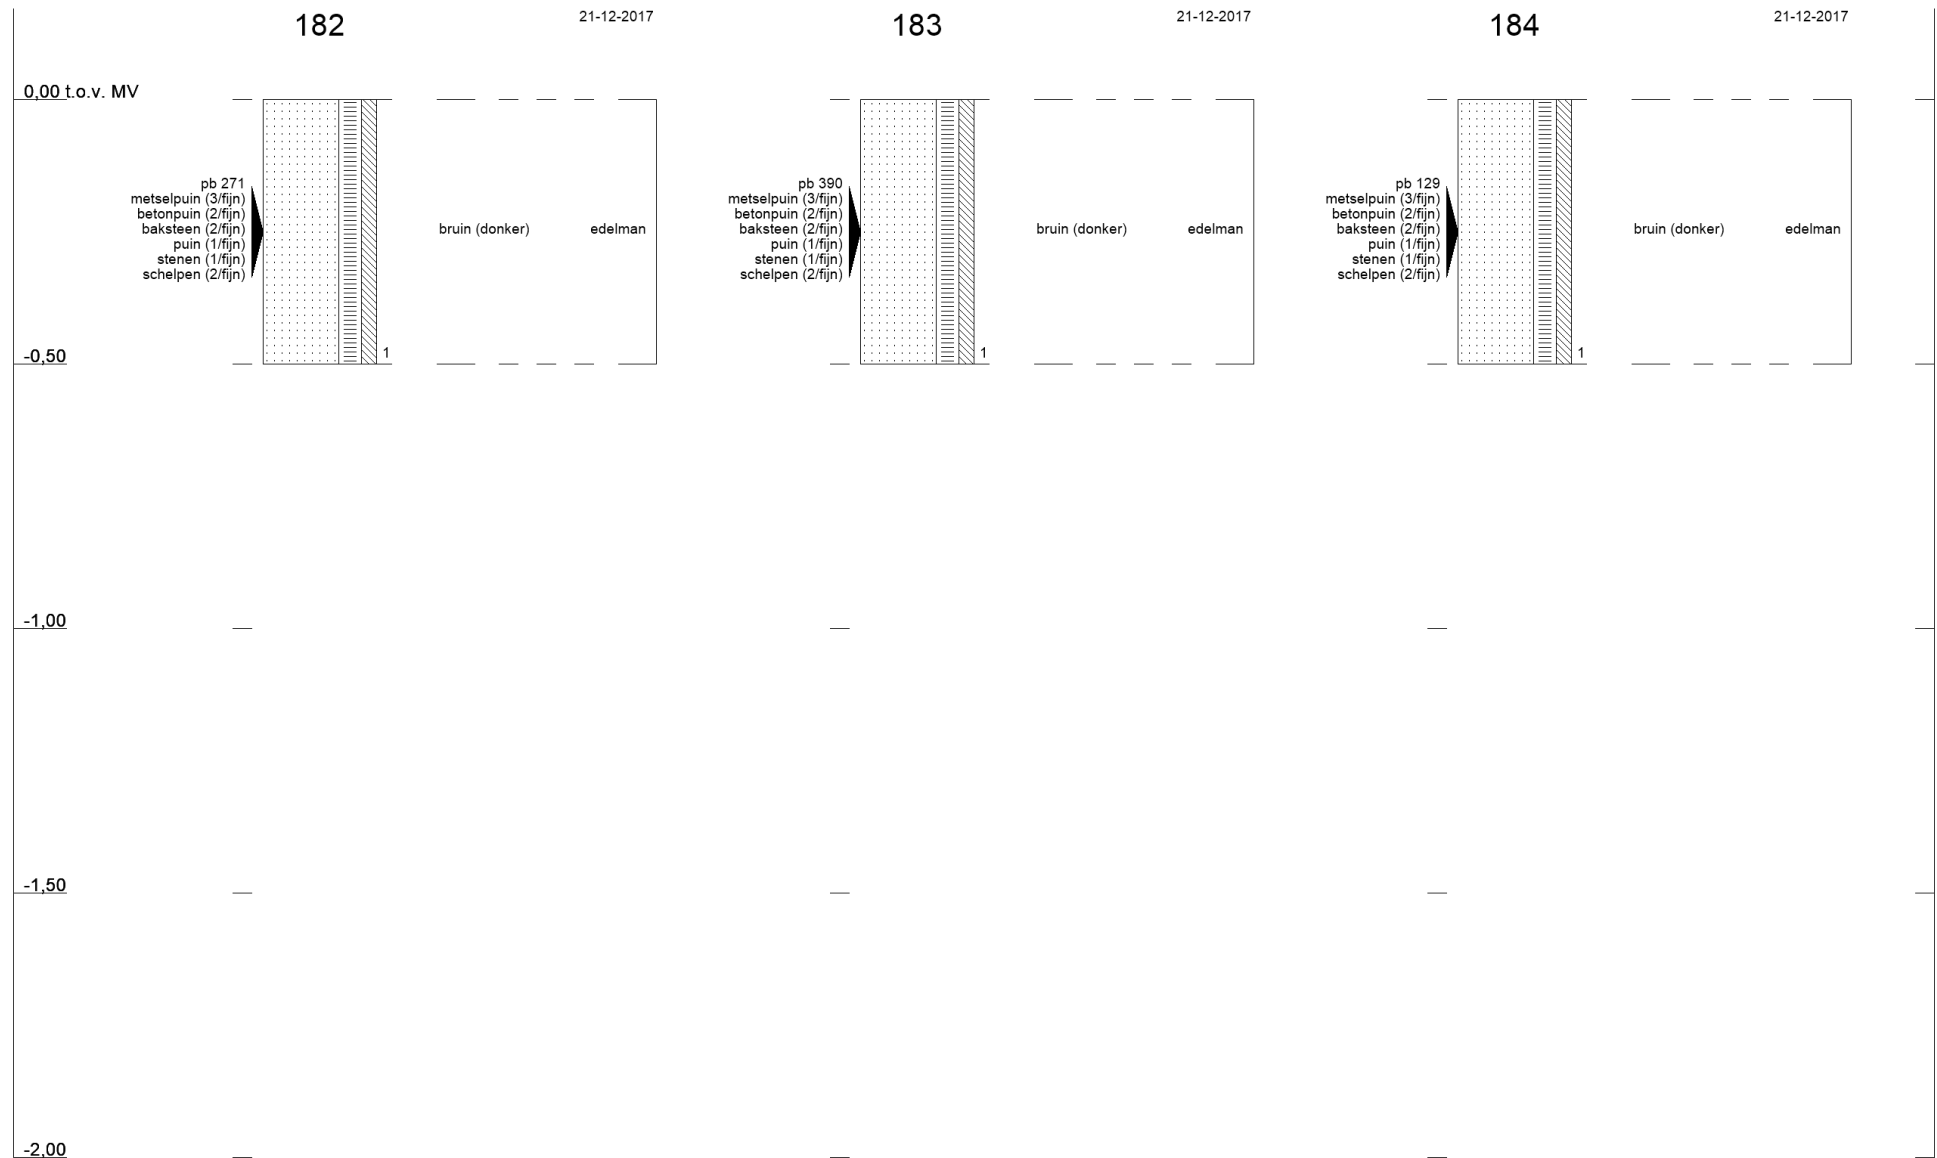 182
21-12-2017
183
21-12-2017
184
21-12-2017
0,00 t.o.v. MV
pb 271
metselpuin (3/fijn)
betonpuin (2/fijn)
baksteen (2/fijn)
puin (1/fijn)
stenen (1/fijn)
schelpen (2/fijn)
bruin (donker)
edelman
1
pb 390
metselpuin (3/fijn)
betonpuin (2/fijn)
baksteen (2/fijn)
puin (1/fijn)
stenen (1/fijn)
schelpen (2/fijn)
bruin (donker)
edelman
1
pb 129
metselpuin (3/fijn)
betonpuin (2/fijn)
baksteen (2/fijn)
puin (1/fijn)
stenen (1/fijn)
schelpen (2/fijn)
bruin (donker)
edelman
1
-0,50
-1,00
-1,50
-2,00